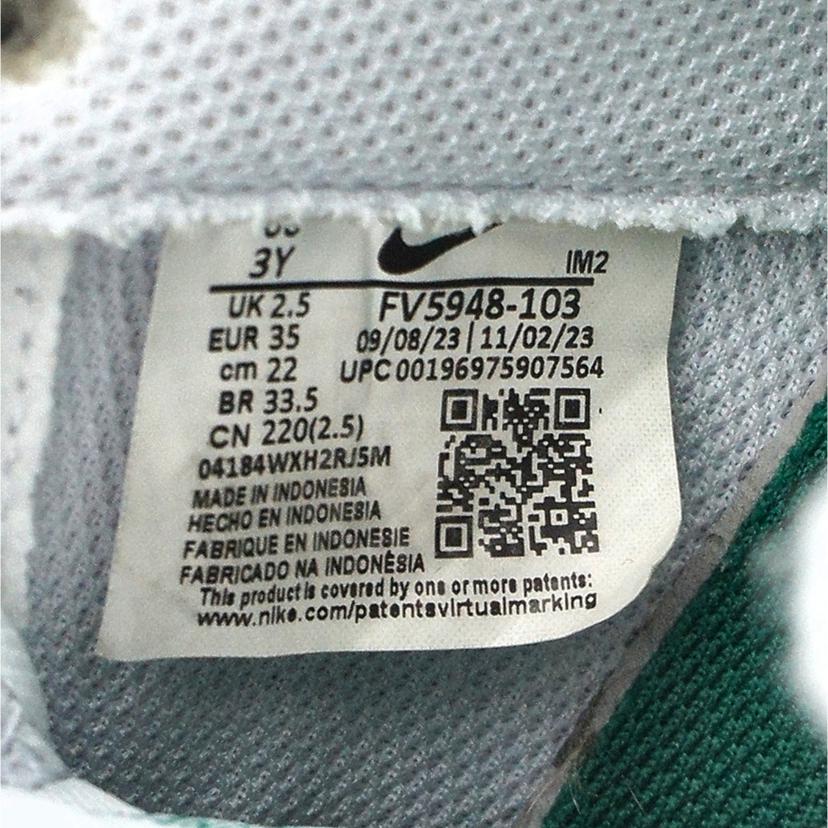 US
3Y
IM2
UK 2.5
FV5948-103
EUR 35
09/08/23 | 11/02/23
cm 22
UPC 00196975907564
BR 33.5
CN 220(2.5)
04184WXH2RJ5M
MADE IN INDONESIA
HECHO EN INDONESIA
FABRIQUE EN INDONESIE
FABRICADO NA INDONÉSIA
This product is covered by one or more patents:
www.nike.com/patentsvirtualmarking